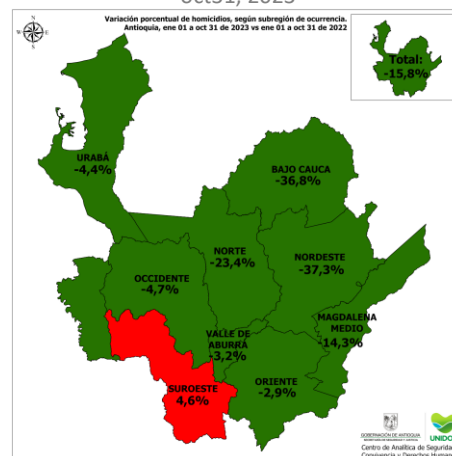 oct31, 2023
Variación porcentual de homicidios, según subregión de ocurrencia.
Antioquia, ene 01 a oct 31 de 2023 vs ene 01 a oct 31 de 2022
N
W
E
S
Total:
-15,8%
URABÁ
-4,4%
BAJO CAUCA
-36,8%
NORTE
-23,4%
NORDESTE
-37,3%
OCCIDENTE
-4,7%
MAGDALENA
MEDIO
-14,3%
VALLE DE
ABURRÁ
-3,2%
SUROESTE
4,6%
ORIENTE
-2,9%
GOBERNACIÓN DE ANTIOQUIA
UNIDO
Centro de Analítica de Segurida
Convivencia y Derechos Human